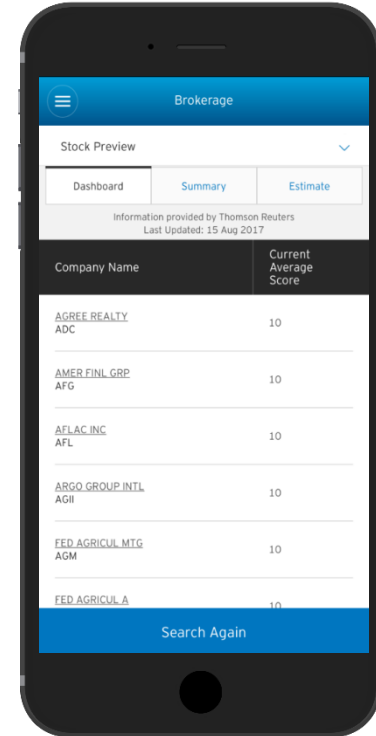 Brokerage
Stock Preview
Dashboard
Summary
Estimate
Information provided by Thomson Reuters
Last Updated: 15 Aug 2017
Company Name
Current
Average
Score
AGREE REALTY
ADC
10
AMER FINL GRP
AFG
10
AFLAC INC
AFL
10
ARGO GROUP INTL
AGII
10
FED AGRICUL MTG
AGM
10
FED AGRICUL A
10
Search Again